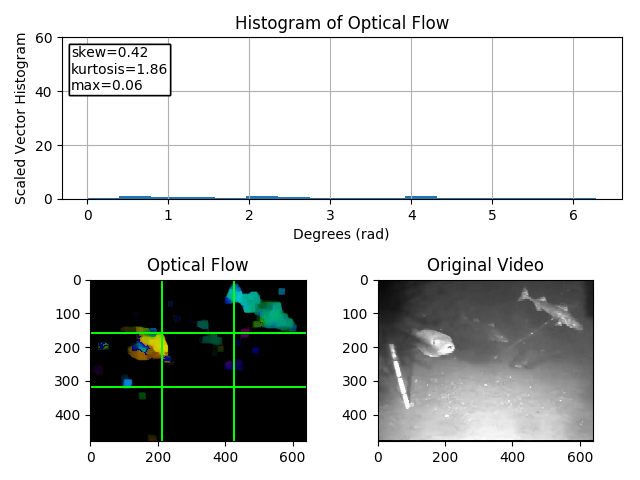 Histogram of Optical Flow
60
40
20
0
Scaled Vector Histogram
skew=0.42
kurtosis=1.86
max=0.06
0 1 2 3 4 5 6
Degrees (rad)
Optical Flow
0
100
200
300
400
0 200 400 600
Original Video
0
100
200
300
400
0 200 400 600